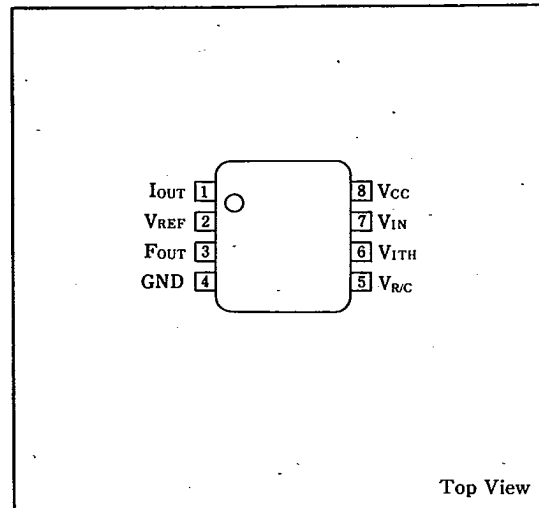 IOUT 1 8 VCC
VREF 2 7 VIN
FOUT 3 6 VITH
GND 4 5 VR/C
Top View